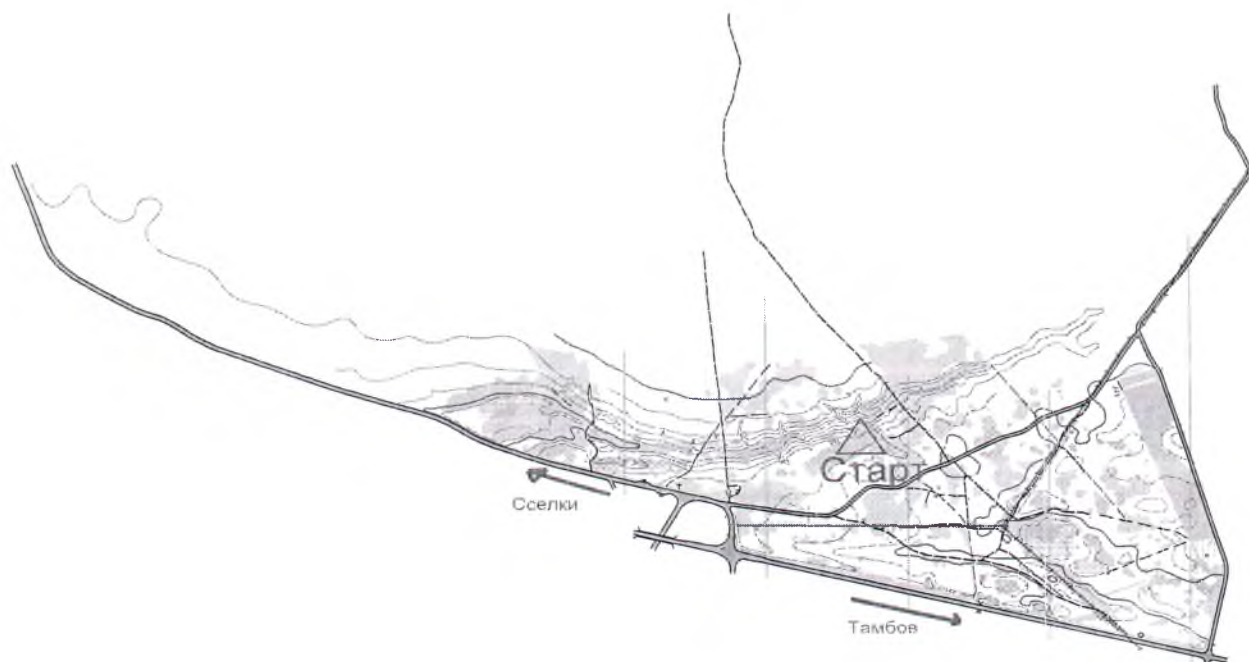 Старт
Сселки
Тамбов